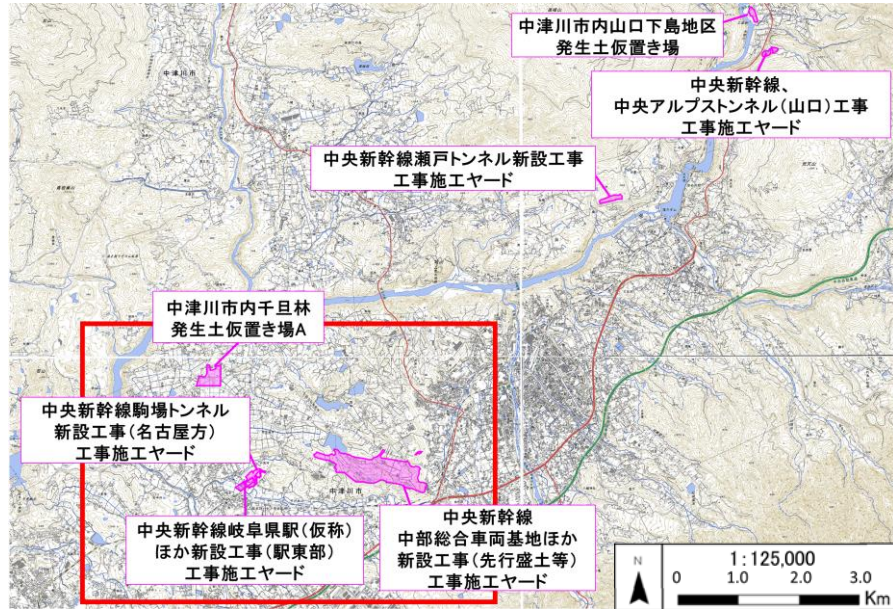 中津川市内山口下島地区
発生土仮置き場
中央新幹線、
中央アルプストンネル(山口)工事
工事施工ヤード
中津川市
中央新幹線瀬戸トンネル新設工事
工事施工ヤード
中津川市内千旦林
発生土仮置き場A
中央新幹線駒場トンネル
新設工事(名古屋方)
工事施工ヤード
中津川市
中央新幹線岐阜県駅(仮称)
ほか新設工事(駅東部)
工事施工ヤード
中央新幹線
中部総合車両基地ほか
新設工事(先行盛土等)
工事施工ヤード
N
1:125,000
0 1.0 2.0 3.0
Km